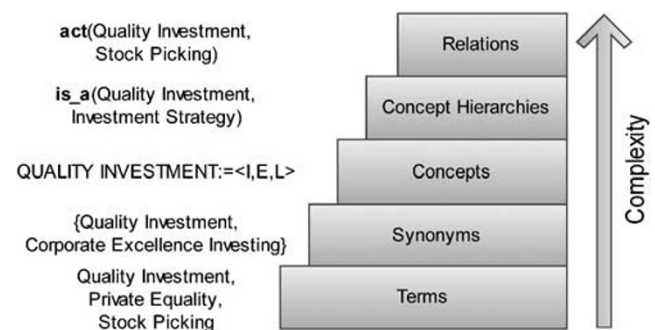 act(Quality Investment,
Stock Picking)
Relations
is_a(Quality Investment,
Investment Strategy)
Concept Hierarchies
QUALITY INVESTMENT:=<I,E,L>
Concepts
{Quality Investment,
Corporate Excellence Investing}
Synonyms
Quality Investment,
Private Equality,
Stock Picking
Terms
Complexity